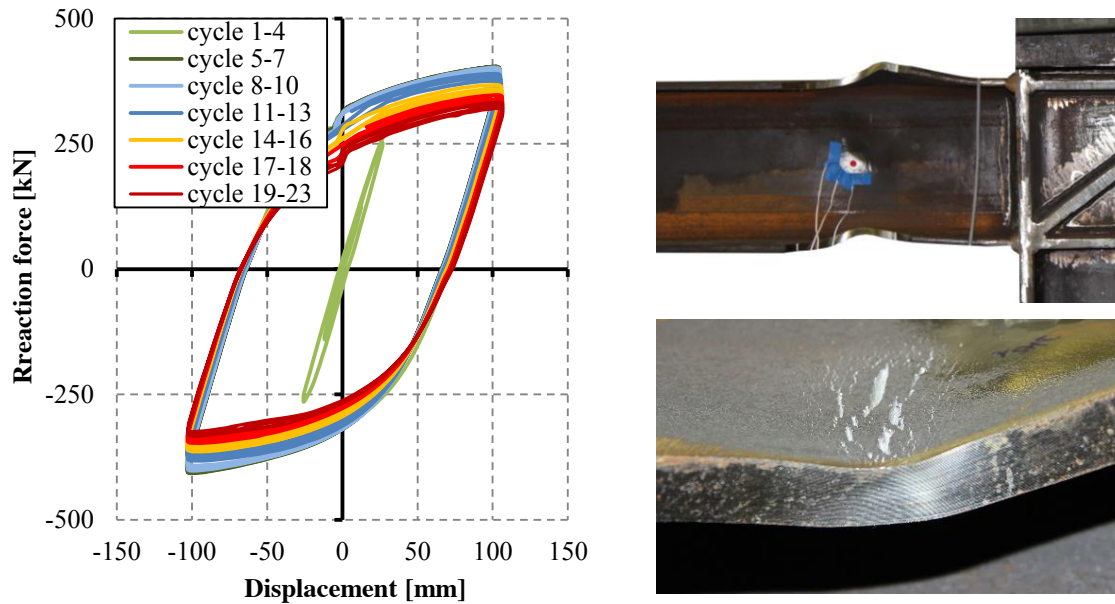 500
250
0
-250
-500
Rreaction force [kN]
cycle 1-4
cycle 5-7
cycle 8-10
cycle 11-13
cycle 14-16
cycle 17-18
cycle 19-23
-150 -100 -50 0 50 100 150
Displacement [mm]